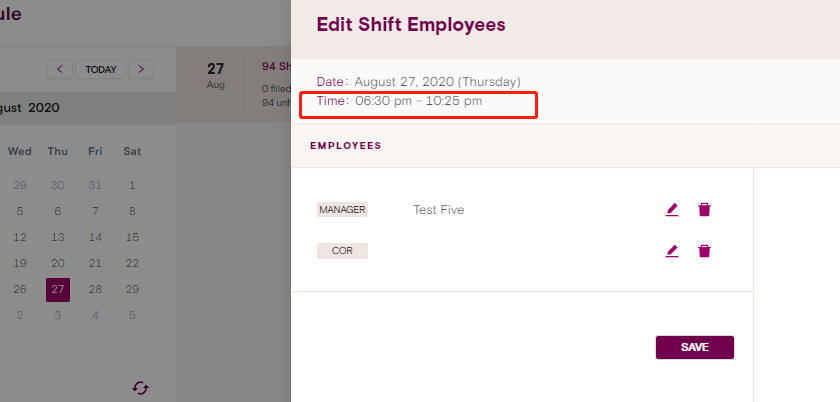 ule
Edit Shift Employees
TODAY
27
Aug
94 Sh
0 filled
94 unf
Date: August 27, 2020 (Thursday)
Time: 06:30 pm - 10:25 pm
gust 2020
EMPLOYEES
Wed Thu Fri Sat
29 30 31 1
5 6 7 8
12 13 14 15
19 20 21 22
26 27 28 29
2 3 4 5
MANAGER Test Five
COR
SAVE